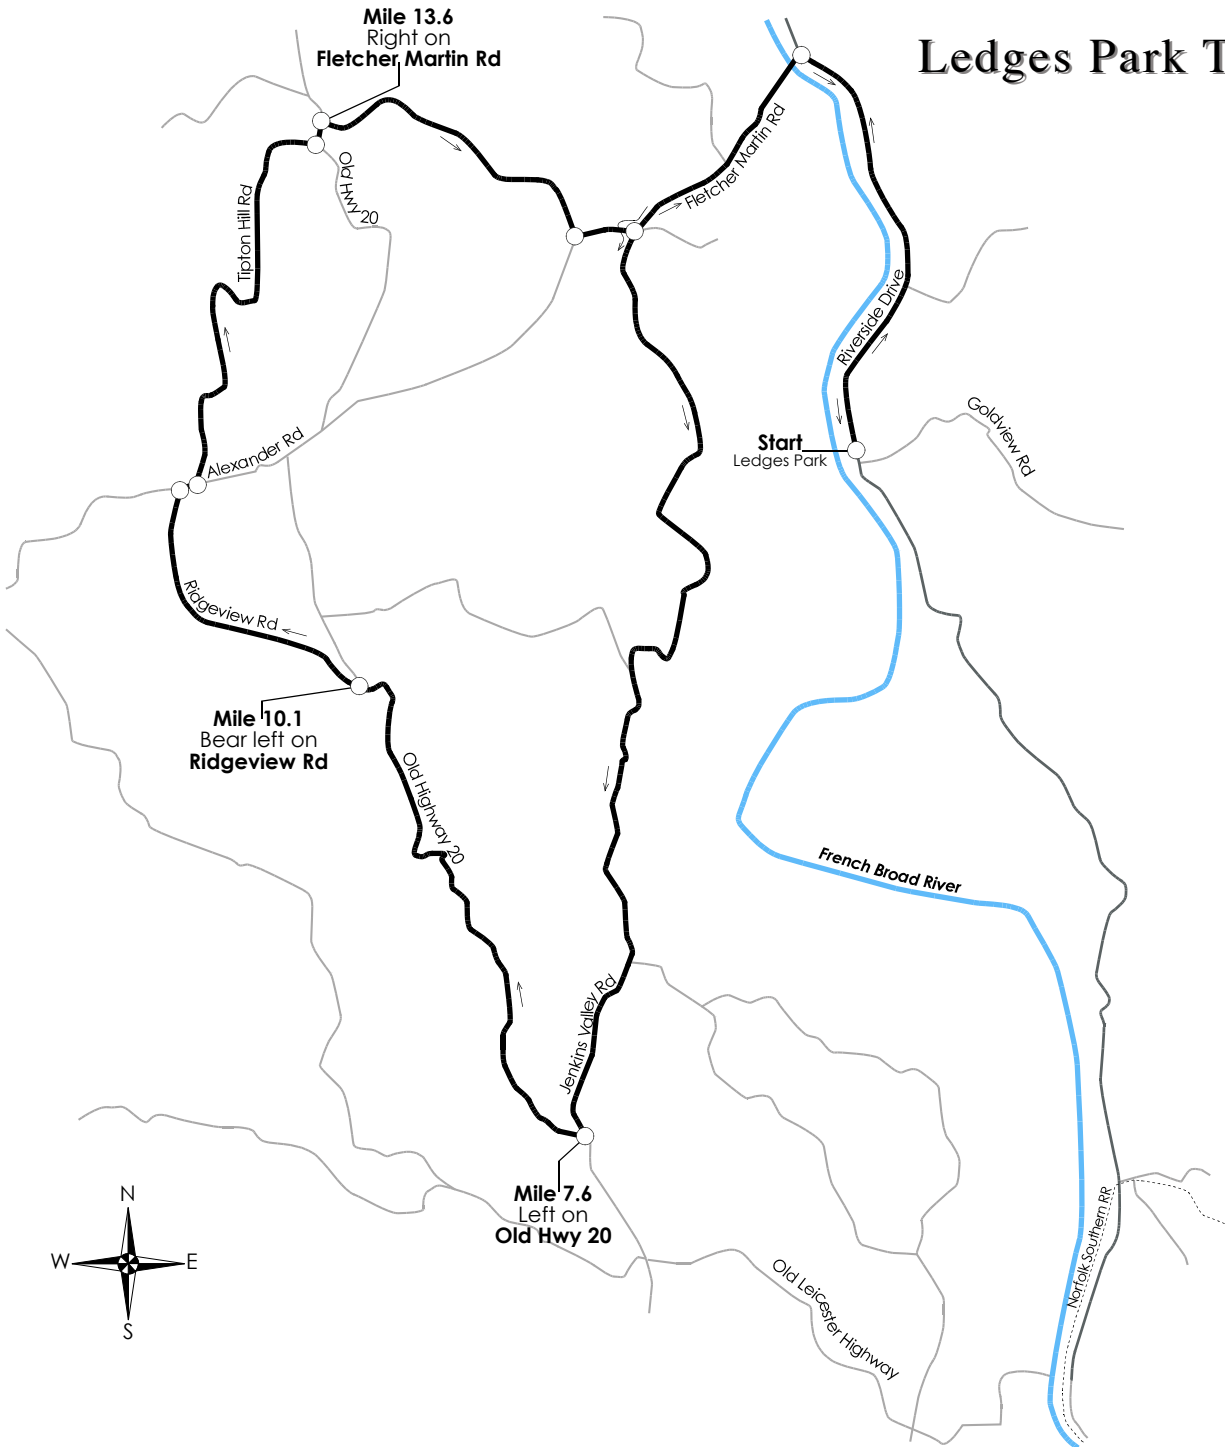 Mile 13.6
Right on
Fletcher Martin Rd
Ledges Park T
Fletcher Martin Rd
Old Hwy 20
Tipton Hill Rd
Riverside Drive
Goldview Rd
Start
Ledges Park
Alexander Rd
Ridgeview Rd
Mile 10.1
Bear left on
Ridgeview Rd
Old Highway 20
French Broad River
Jenkins Valley Rd
Mile 7.6
Left on
Old Hwy 20
Norfolk Southern RR
Old Leicester Highway
N
W
E
S